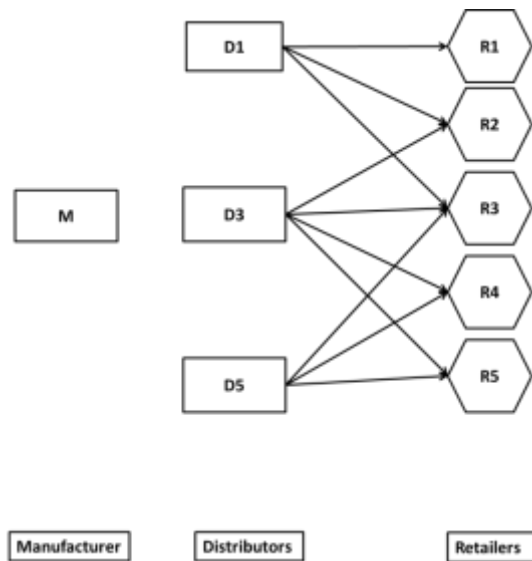 D1
R1
R2
M
D3
R3
R4
D5
R5
Manufacturer
Distributors
Retailers